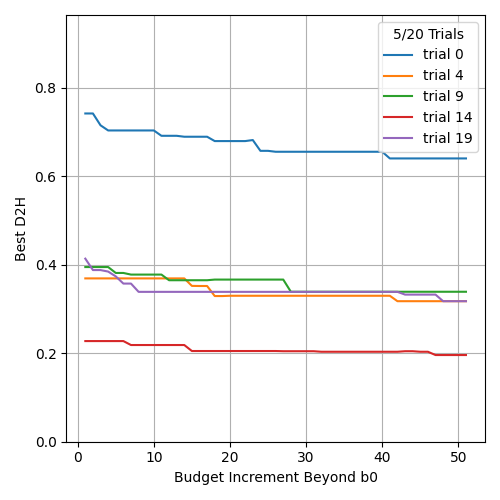 5/20 Trials
trial 0
trial 4
trial 9
trial 14
trial 19
Best D2H
0.8
0.6
0.4
0.2
0.0
0 10 20 30 40 50
Budget Increment Beyond b0